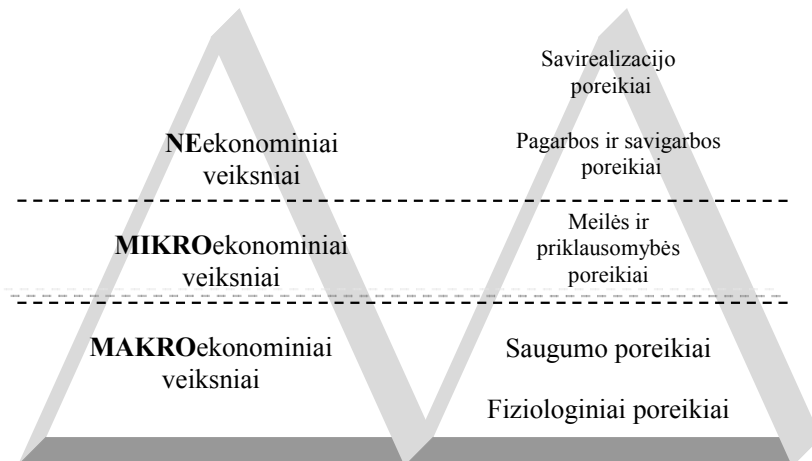 NEekonominiai
veiksniai
MIKROekonominiai
veiksniai
MAKROekonominiai
veiksniai
Savirealizacijo
poreikiai
Pagarbos ir savigarbos
poreikiai
Meilės ir
priklausomybės
poreikiai
Saugumo poreikiai
Fiziologiniai poreikiai